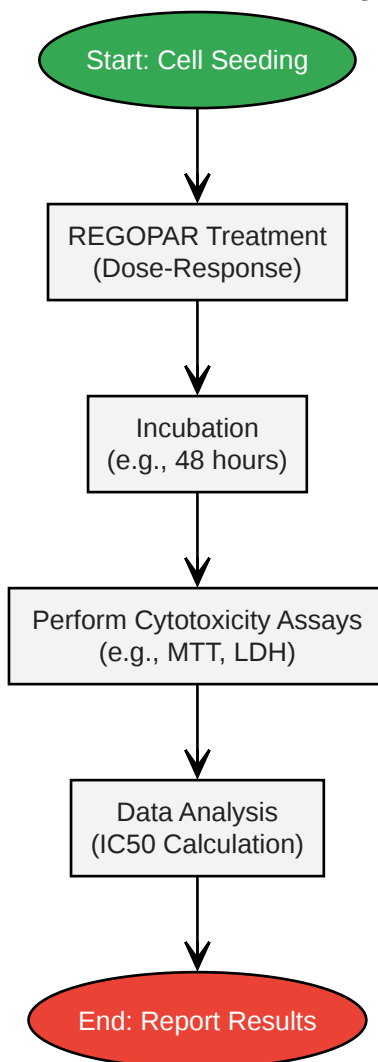 Start: Cell Seeding
REGOPAR Treatment
(Dose-Response)
Incubation
(e.g., 48 hours)
Perform Cytotoxicity Assays
(e.g., MTT, LDH)
Data Analysis
(IC50 Calculation)
End: Report Results